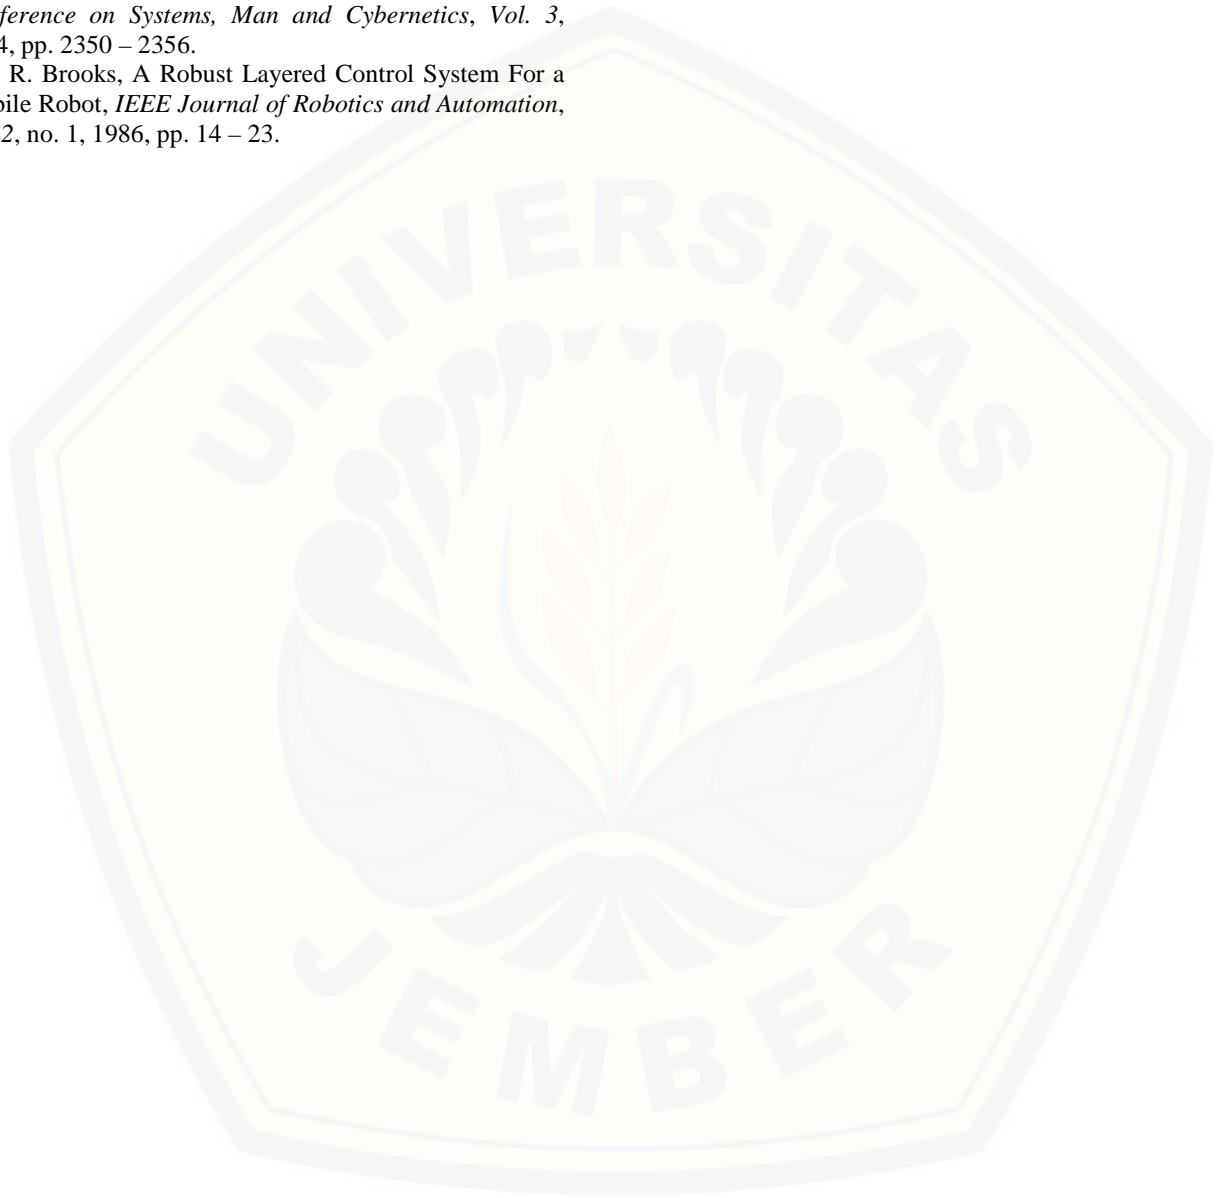 ference on Systems, Man and Cybernetics, Vol. 3,
4, pp. 2350 – 2356.
R. Brooks, A Robust Layered Control System For a
bile Robot, IEEE Journal of Robotics and Automation,
2, no. 1, 1986, pp. 14 – 23.
UNIVERSITAS
JEMBER